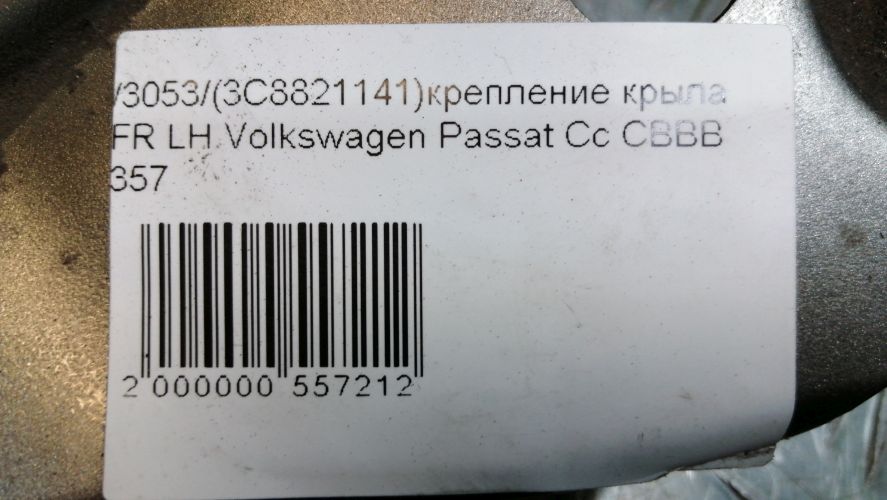 /3053/(3C8821141)крепление крыла
FR LH Volkswagen Passat Cc CBBB
357
2 000000 557212